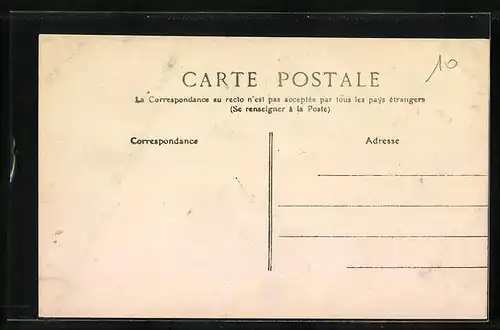 10
CARTE POSTALE
La Correspondance au recto n'est pas acceptée par tous les pays étrangers
(Se renseigner à la Poste)
Correspondance
Adresse